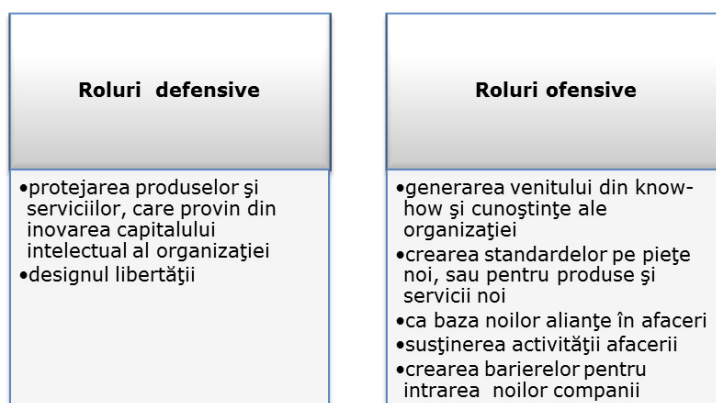 Roluri defensive
•protejarea produselor şi
serviciilor, care provin din
inovarea capitalului
intelectual al organizaţiei
•designul libertăţii
Roluri ofensive
•generarea venitului din know-
how şi cunoştinţe ale
organizaţiei
•crearea standardelor pe pieţe
noi, sau pentru produse şi
servicii noi
•ca baza noilor alianţe în afaceri
•susţinerea activităţii afacerii
•crearea barierelor pentru
intrarea noilor companii